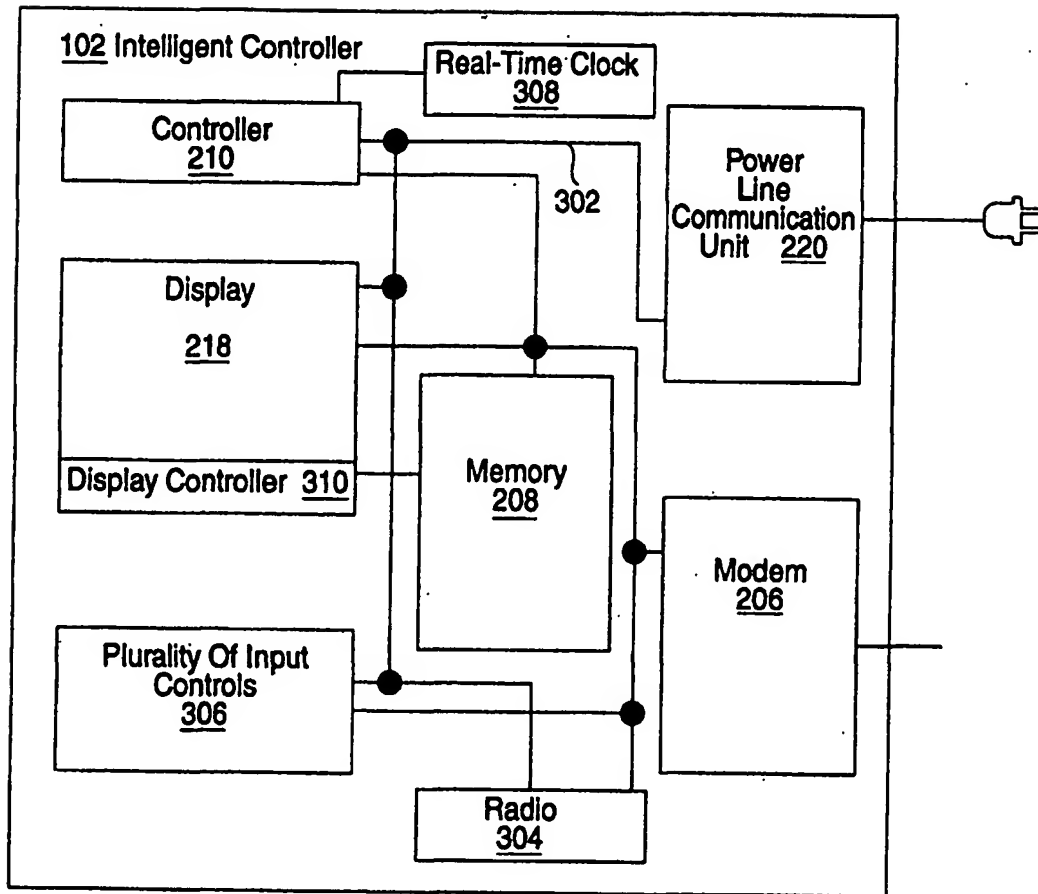 102 Intelligent Controller
Real-Time Clock
308
Controller
210
302
Power
Line
Communication
Unit 220
Display
218
Display Controller 310
Memory
208
Modem
206
Plurality Of Input
Controls
306
Radio
304